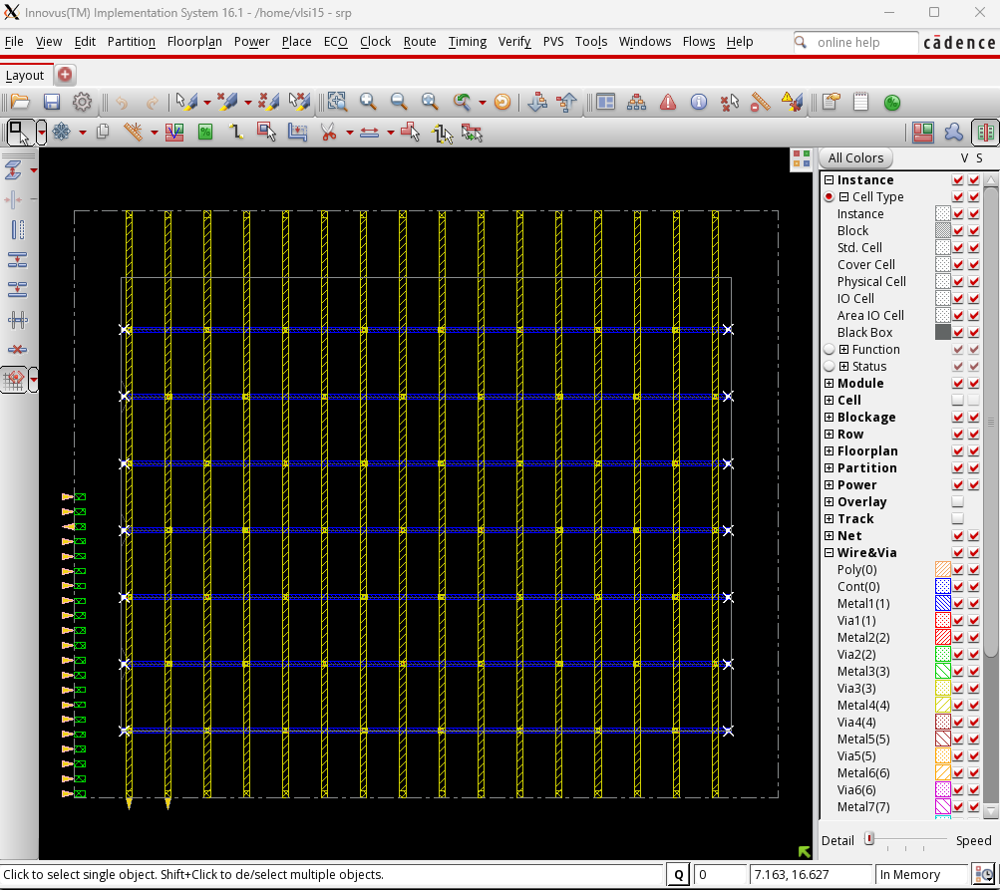 Innovus(TM) Implementation System 16.1 - /home/vlsi15 - srp
File View Edit Partition Floorplan Power Place ECO Clock Route Timing Verify PVS Tools Windows Flows Help
online help
cādence
Layout
All Colors V S
Instance
Cell Type
Instance
Block
Std. Cell
Cover Cell
Physical Cell
IO Cell
Area IO Cell
Black Box
Function
Status
Module
Cell
Blockage
Row
Floorplan
Partition
Power
Overlay
Track
Net
Wire&Via
Poly(0)
Cont(0)
Metal1(1)
Via1(1)
Metal2(2)
Via2(2)
Metal3(3)
Via3(3)
Metal4(4)
Via4(4)
Metal5(5)
Via5(5)
Metal6(6)
Via6(6)
Metal7(7)
Detail Speed
Click to select single object. Shift+Click to de/select multiple objects. Q 0 7.163, 16.627 In Memory